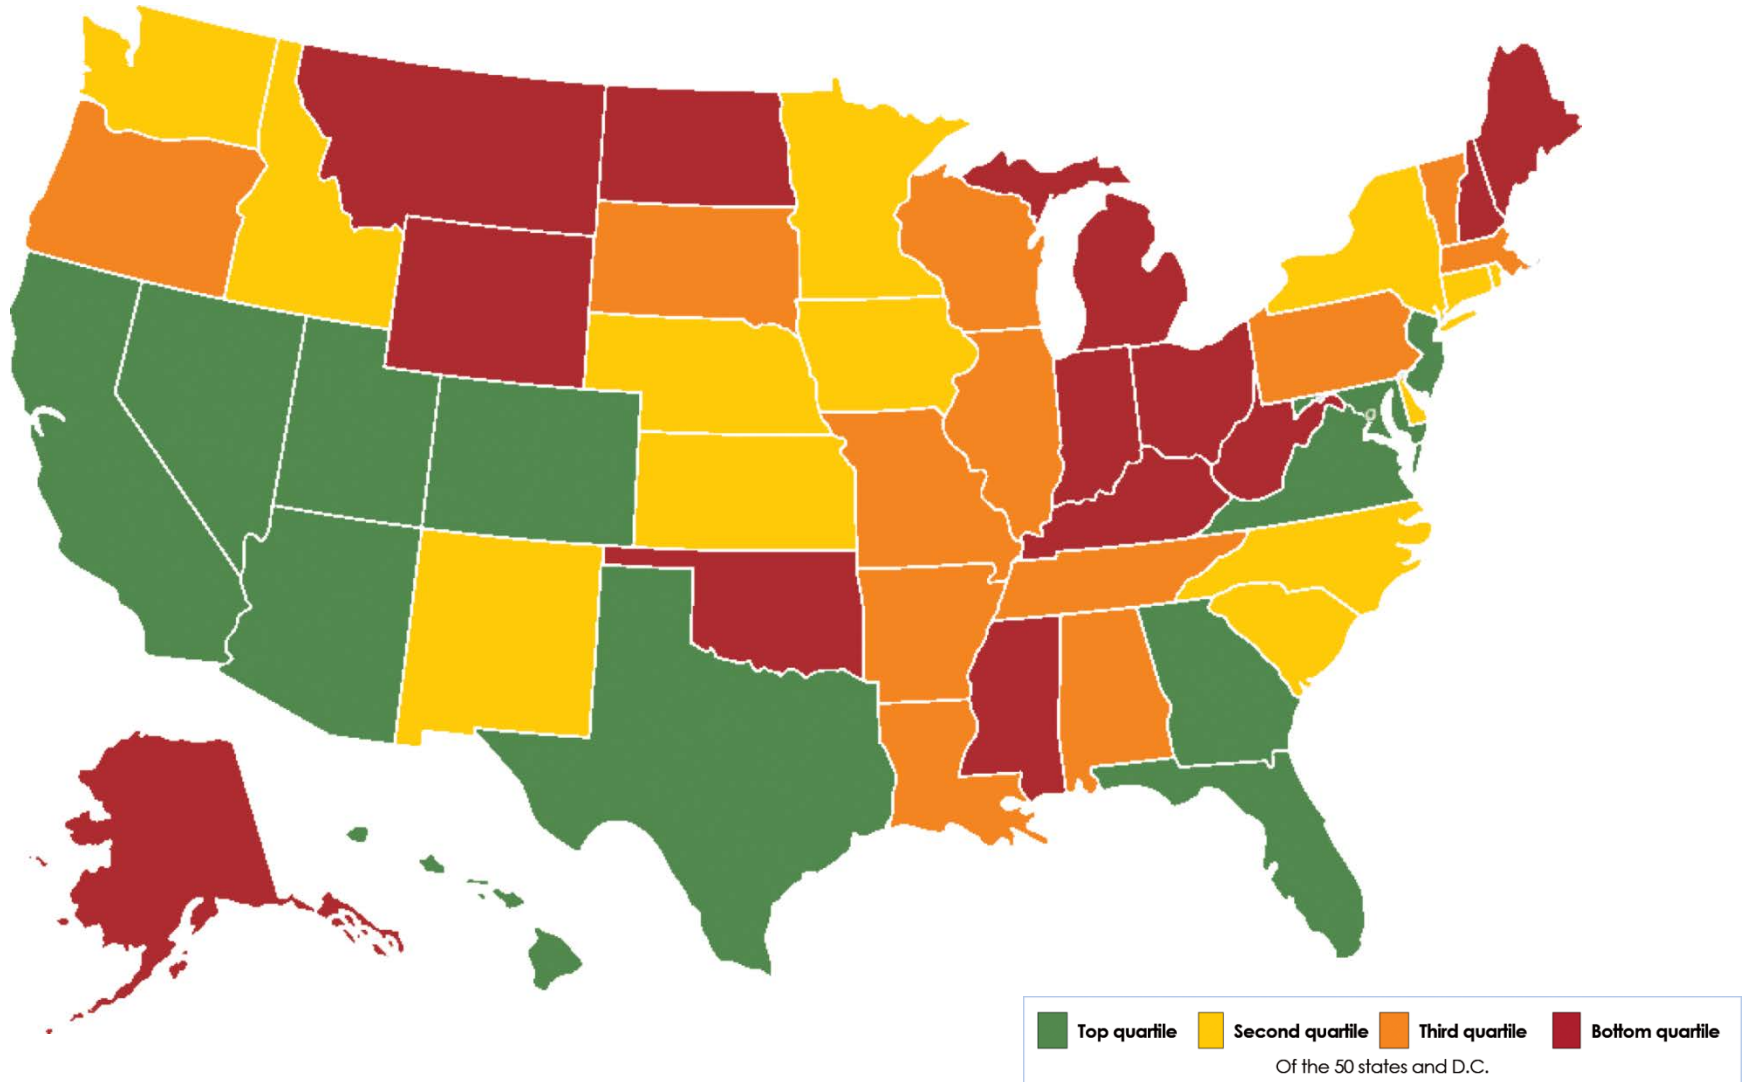 Top quartile Second quartile Third quartile Bottom quartile
Of the 50 states and D.C.